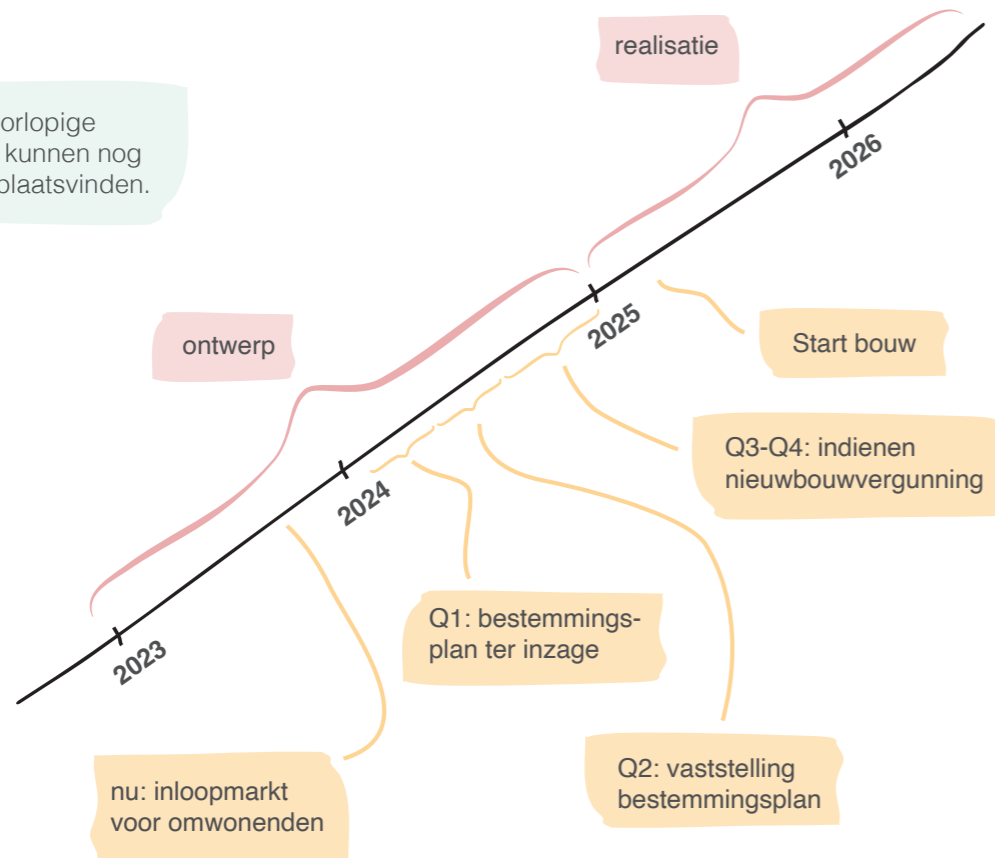 realisatie
orlopige
kunnen nog
plaatsvinden.
2026
ontwerp
2025
Start bouw
Q3-Q4: indienen
nieuwbouwvergunning
2024
Q1: bestemmings-
plan ter inzage
2023
Q2: vaststelling
bestemmingsplan
nu: inloopmarkt
voor omwonenden